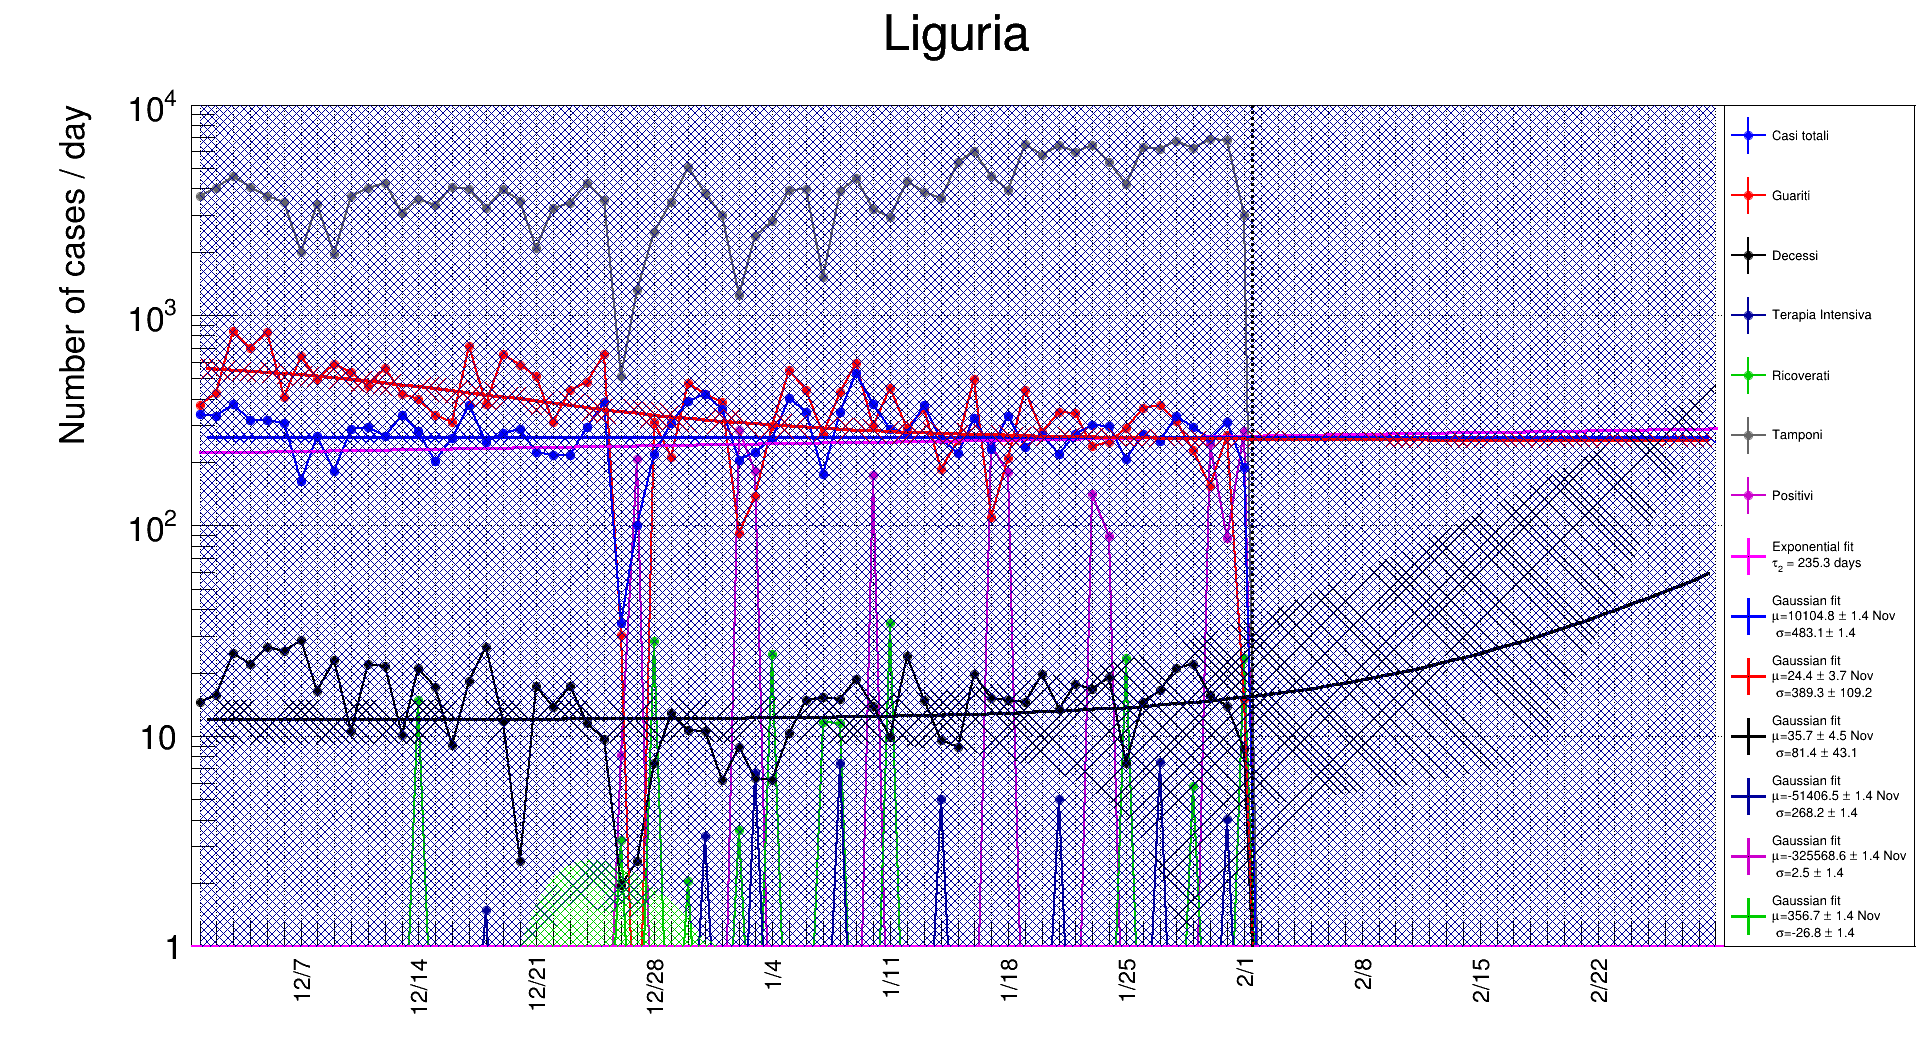 Liguria
Number of cases / day
10^4
10^3
10^2
10
1
12/7
12/14
12/21
12/28
1/4
1/11
1/18
1/25
2/1
2/8
2/15
2/22
Casi totali
Guariti
Decessi
Terapia Intensiva
Ricoverati
Tamponi
Positivi
Exponential fit
τ_2 = 235.3 days
Gaussian fit
μ=10104.8 ± 1.4 Nov
σ=483.1 ± 1.4
Gaussian fit
μ=24.4 ± 3.7 Nov
σ=389.3 ± 109.2
Gaussian fit
μ=35.7 ± 4.5 Nov
σ=81.4 ± 43.1
Gaussian fit
μ=-51406.5 ± 1.4 Nov
σ=268.2 ± 1.4
Gaussian fit
μ=-325568.6 ± 1.4 Nov
σ=2.5 ± 1.4
Gaussian fit
μ=356.7 ± 1.4 Nov
σ=-26.8 ± 1.4